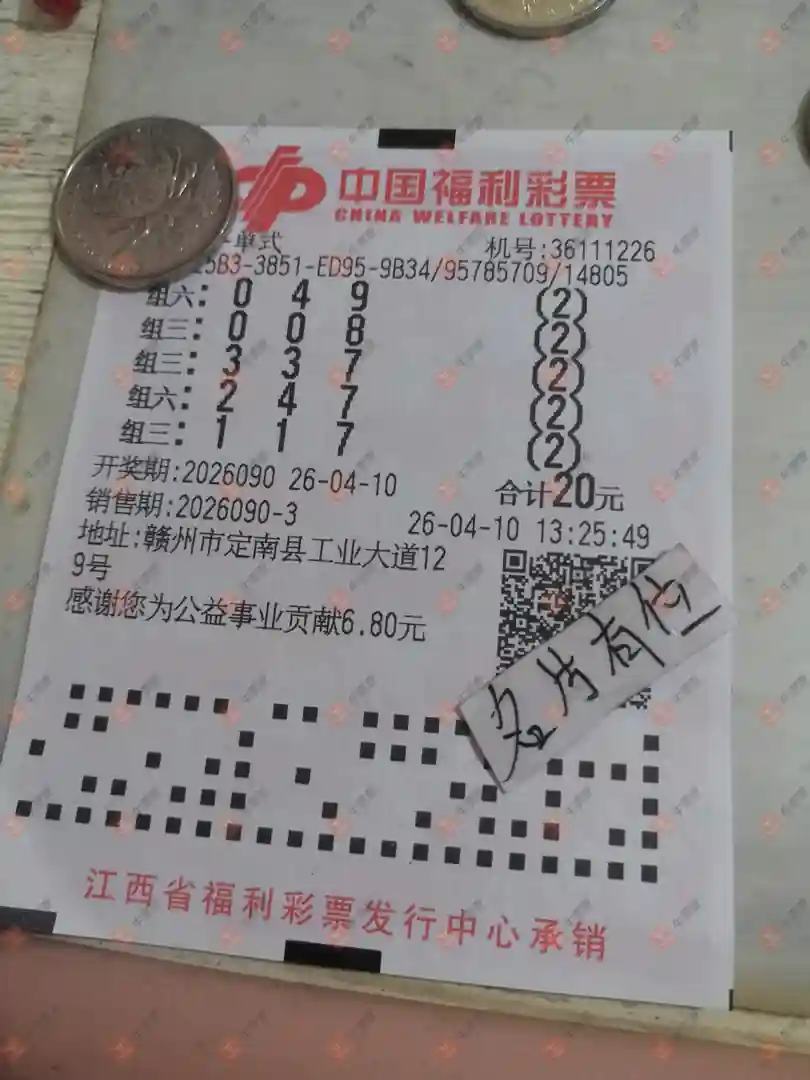 中国福利彩票
CHINA WELFARE LOTTERY
单式 机号:36111226
5B3-3851-ED95-9B34/95785709/14805
组六: 0 4 9 (2)
组三: 0 0 8 (2)
组三: 3 3 7 (2)
组六: 2 4 7 (2)
组三: 1 1 7 (2)
开奖期:2026090 26-04-10 合计20元
销售期:2026090-3 26-04-10 13:25:49
地址:赣州市定南县工业大道12
9号
感谢您为公益事业贡献6.80元
名片有位
江西省福利彩票发行中心承销